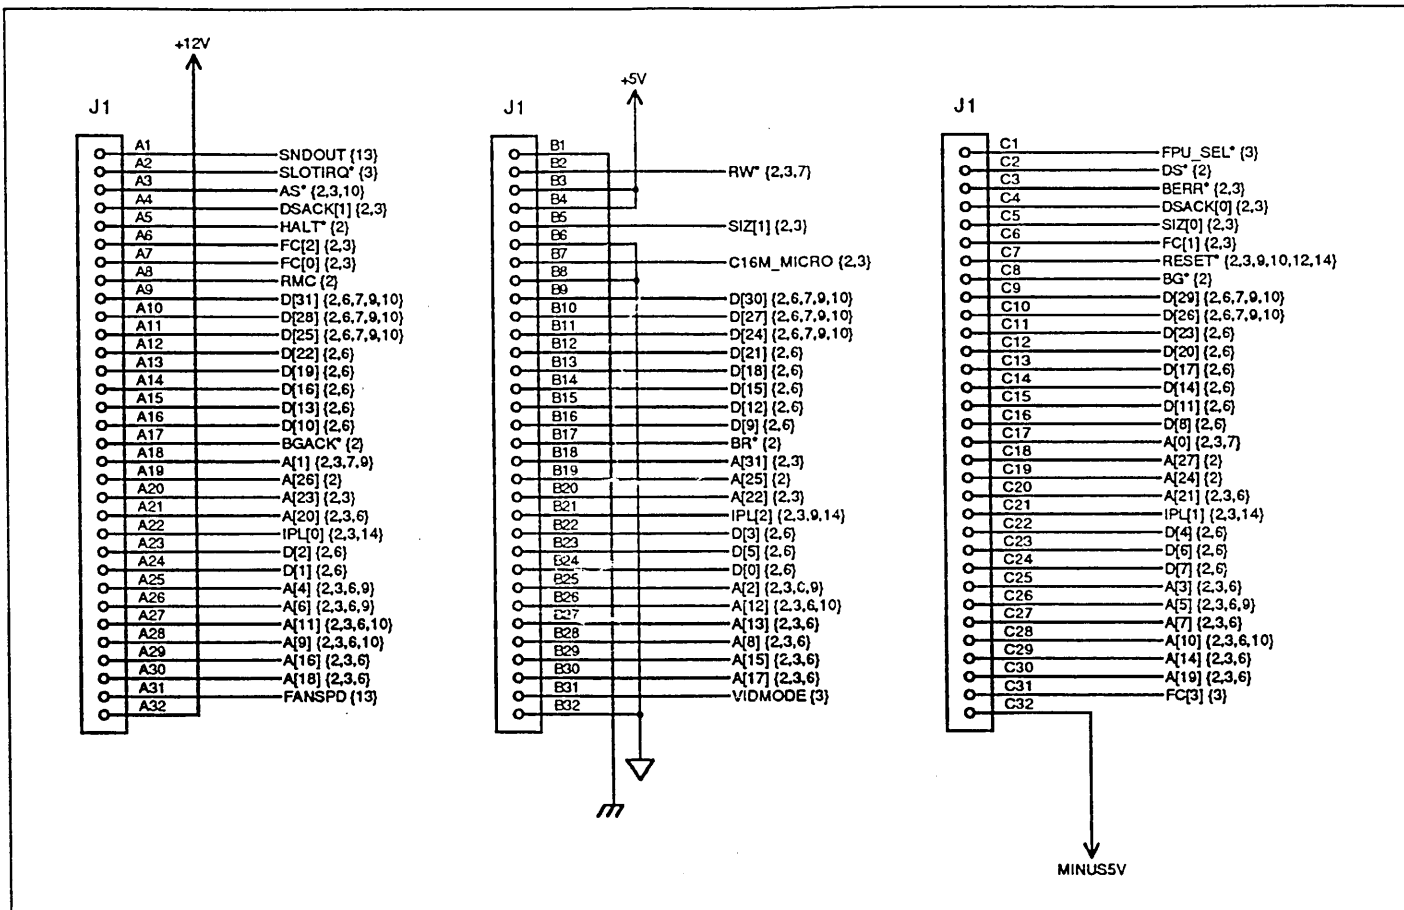 +12V
J1
A1
SNDOUT {13}
A2
SLOTIRQ* {3}
A3
AS* {2,3,10}
A4
DSACK[1] {2,3}
A5
HALT* {2}
A6
FC[2] {2,3}
A7
FC[0] {2,3}
A8
RMC {2}
A9
D[31] {2,6,7,9,10}
A10
D[28] {2,6,7,9,10}
A11
D[25] {2,6,7,9,10}
A12
D[22] {2,6}
A13
D[19] {2,6}
A14
D[16] {2,6}
A15
D[13] {2,6}
A16
D[10] {2,6}
A17
BGACK* {2}
A18
A[1] {2,3,7,9}
A19
A[26] {2}
A20
A[23] {2,3}
A21
A[20] {2,3,6}
A22
IPL[0] {2,3,14}
A23
D[2] {2,6}
A24
D[1] {2,6}
A25
A[4] {2,3,6,9}
A26
A[6] {2,3,6,9}
A27
A[11] {2,3,6,10}
A28
A[9] {2,3,6,10}
A29
A[16] {2,3,6}
A30
A[18] {2,3,6}
A31
FANSPD {13}
A32
+5V
J1
B1
B2
RW* {2,3,7}
B3
B4
B5
SIZ[1] {2,3}
B6
B7
C16M_MICRO {2,3}
B8
B9
D[30] {2,6,7,9,10}
B10
D[27] {2,6,7,9,10}
B11
D[24] {2,6,7,9,10}
B12
D[21] {2,6}
B13
D[18] {2,6}
B14
D[15] {2,6}
B15
D[12] {2,6}
B16
D[9] {2,6}
B17
BR* {2}
B18
A[31] {2,3}
B19
A[25] {2}
B20
A[22] {2,3}
B21
IPL[2] {2,3,9,14}
B22
D[3] {2,6}
B23
D[5] {2,6}
B24
D[0] {2,6}
B25
A[2]
B26
A[12] {2,3,6,10}
B27
A[13] {2,3,6}
B28
A[8] {2,3,6}
B29
A[15] {2,3,6}
B30
A[17] {2,3,6}
B31
VIDMODE {3}
B32
J1
C1
FPU_SEL* {3}
C2
DS* {2}
C3
BERR* {2,3}
C4
DSACK[0] {2,3}
C5
SIZ[0] {2,3}
C6
FC[1] {2,3}
C7
RESET* {2,3,9,10,12,14}
C8
BG* {2}
C9
D[29] {2,6,7,9,10}
C10
D[26] {2,6,7,9,10}
C11
D[23] {2,6}
C12
D[20] {2,6}
C13
D[17] {2,6}
C14
D[14] {2,6}
C15
D[11] {2,6}
C16
D[8] {2,6}
C17
A[0] {2,3,7}
C18
A[27] {2}
C19
A[24] {2}
C20
A[21] {2,3,6}
C21
IPL[1] {2,3,14}
C22
D[4] {2,6}
C23
D[6] {2,6}
C24
D[7] {2,6}
C25
A[3] {2,3,6}
C26
A[5] {2,3,6,9}
C27
A[7] {2,3,6}
C28
A[10] {2,3,6,10}
C29
A[14] {2,3,6}
C30
A[19] {2,3,6}
C31
FC[3] {3}
C32
MINUS5V